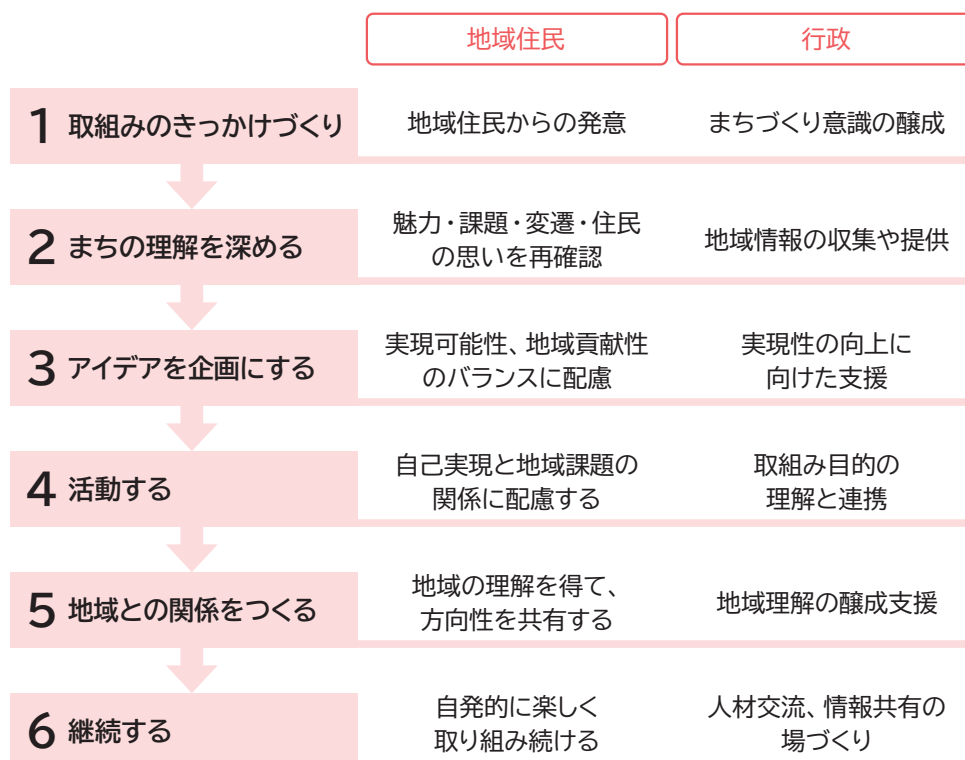 地域住民
行政
1 取組みのきっかけづくり
地域住民からの発意
まちづくり意識の醸成
2 まちの理解を深める
魅力・課題・変遷・住民
の思いを再確認
地域情報の収集や提供
3 アイデアを企画にする
実現可能性、地域貢献性
のバランスに配慮
実現性の向上に
向けた支援
4 活動する
自己実現と地域課題の
関係に配慮する
取組み目的の
理解と連携
5 地域との関係をつくる
地域の理解を得て、
方向性を共有する
地域理解の醸成支援
6 継続する
自発的に楽しく
取り組み続ける
人材交流、情報共有の
場づくり